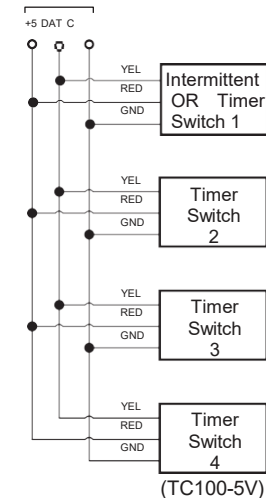 +5 DAT C
YEL
RED
GND
Intermittent
OR Timer
Switch 1
YEL
RED
GND
Timer
Switch
2
YEL
RED
GND
Timer
Switch
3
YEL
RED
GND
Timer
Switch
4
(TC100-5V)